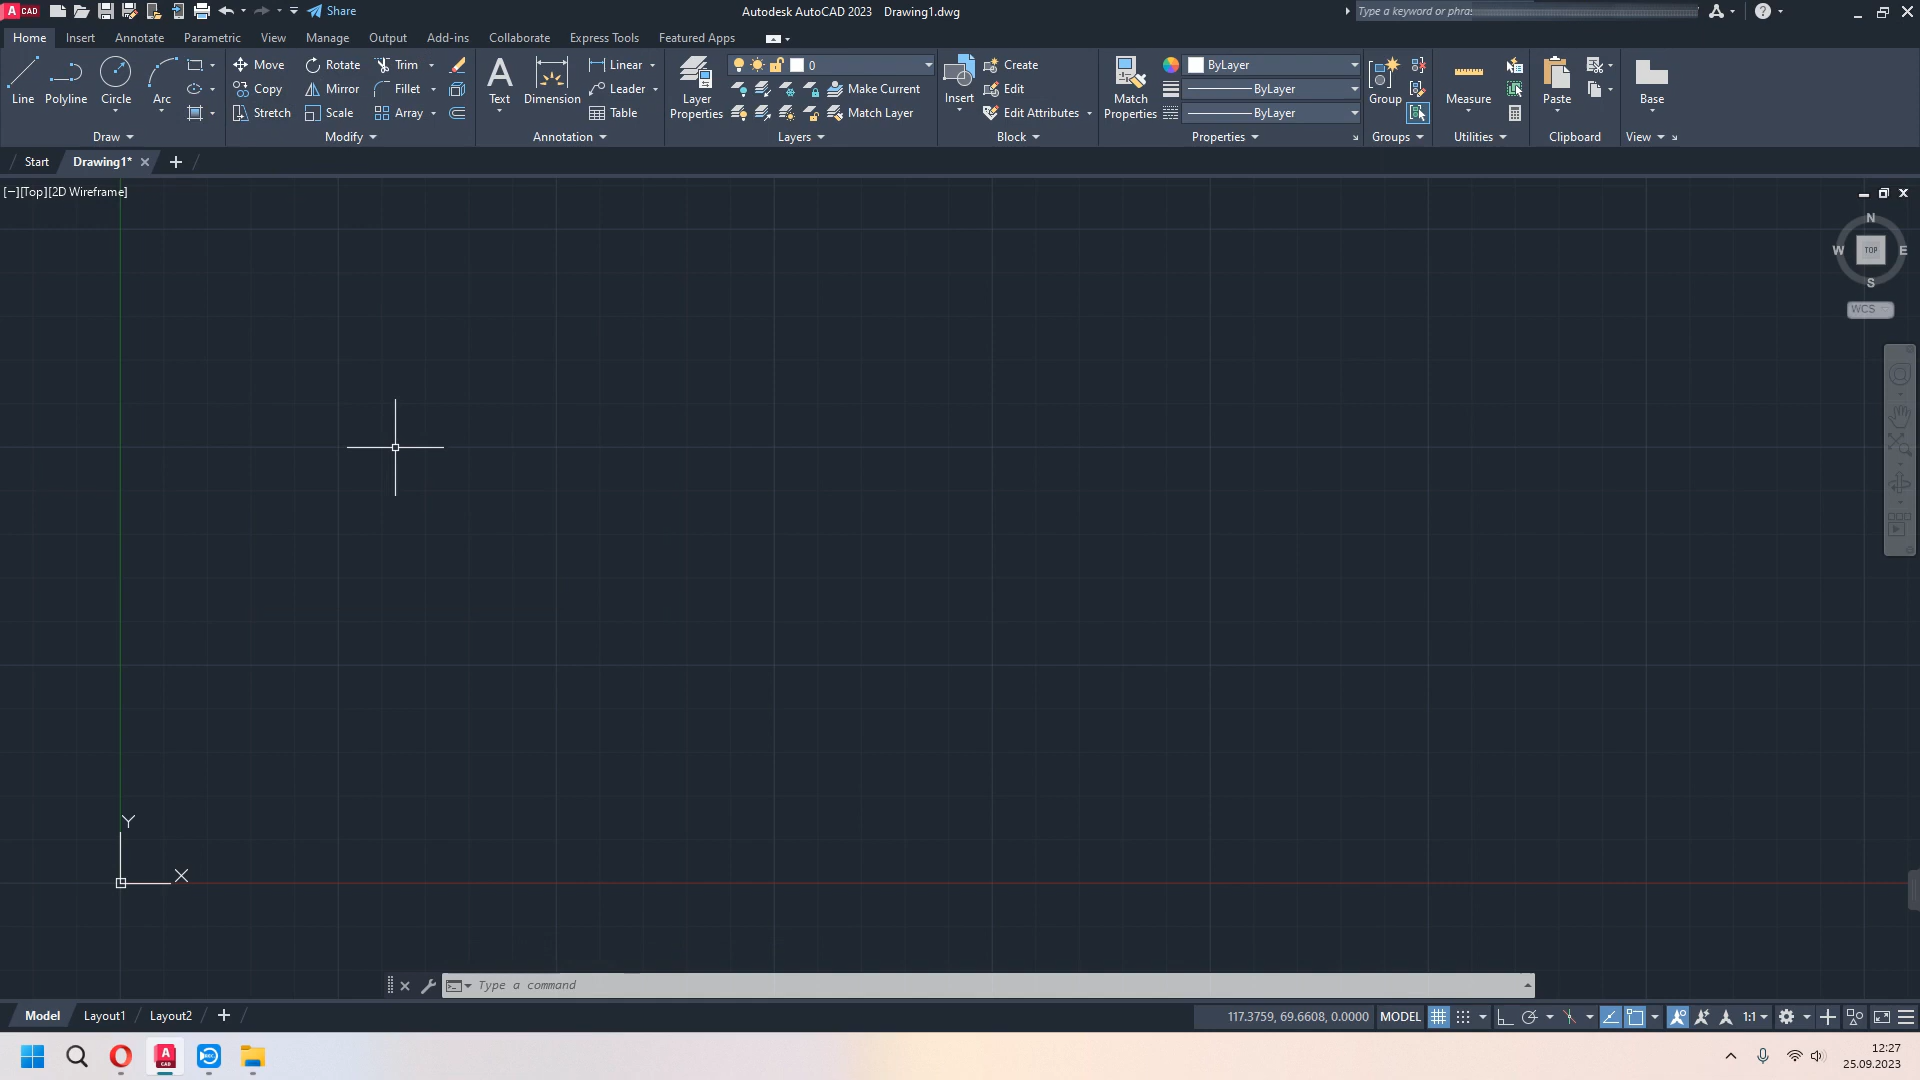 A CAD Share Autodesk AutoCAD 2023 Drawing1.dwg Type a keyword or phras
Home Insert Annotate Parametric View Manage Output Add-ins Collaborate Express Tools Featured Apps
Line Polyline Circle Arc
Draw
Move Rotate Trim
Copy Mirror Fillet
Stretch Scale Array
Modify
Text Dimension
Linear
Leader
Table
Annotation
Layer Properties
0
Make Current
Match Layer
Layers
Insert
Create
Edit
Edit Attributes
Block
Match Properties
ByLayer
ByLayer
ByLayer
Properties
Group
Groups
Measure
Utilities
Paste
Clipboard
Base
View
Start Drawing1*
[−][Top][2D Wireframe]
N
W TOP E
S
WCS
Y
X
Type a command
Model Layout1 Layout2 117.3759, 69.6608, 0.0000 MODEL 1:1
A CAD REC
12:27
25.09.2023